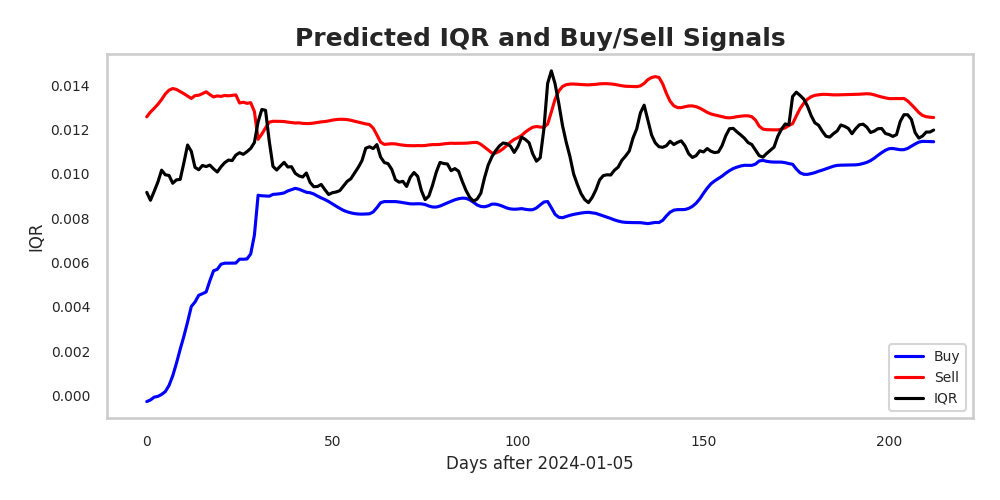 Predicted IQR and Buy/Sell Signals
IQR
0.014
0.012
0.010
0.008
0.006
0.004
0.002
0.000
0
50
100
150
200
Days after 2024-01-05
Buy
Sell
IQR